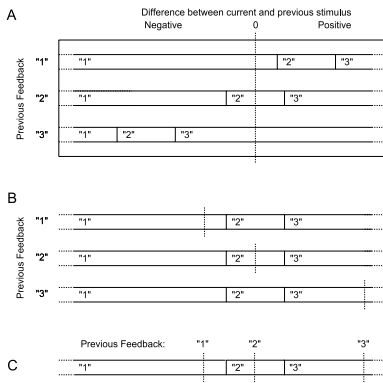 A
Difference between current and previous stimulus
Negative 0 Positive
Previous Feedback
"1" "1" "2" "3"
"2" "1" "2" "3"
"3" "1" "2" "3"
B
Previous Feedback
"1" "1" "2" "3"
"2" "1" "2" "3"
"3" "1" "2" "3"
Previous Feedback: "1" "2" "3"
C
"1" "2" "3"